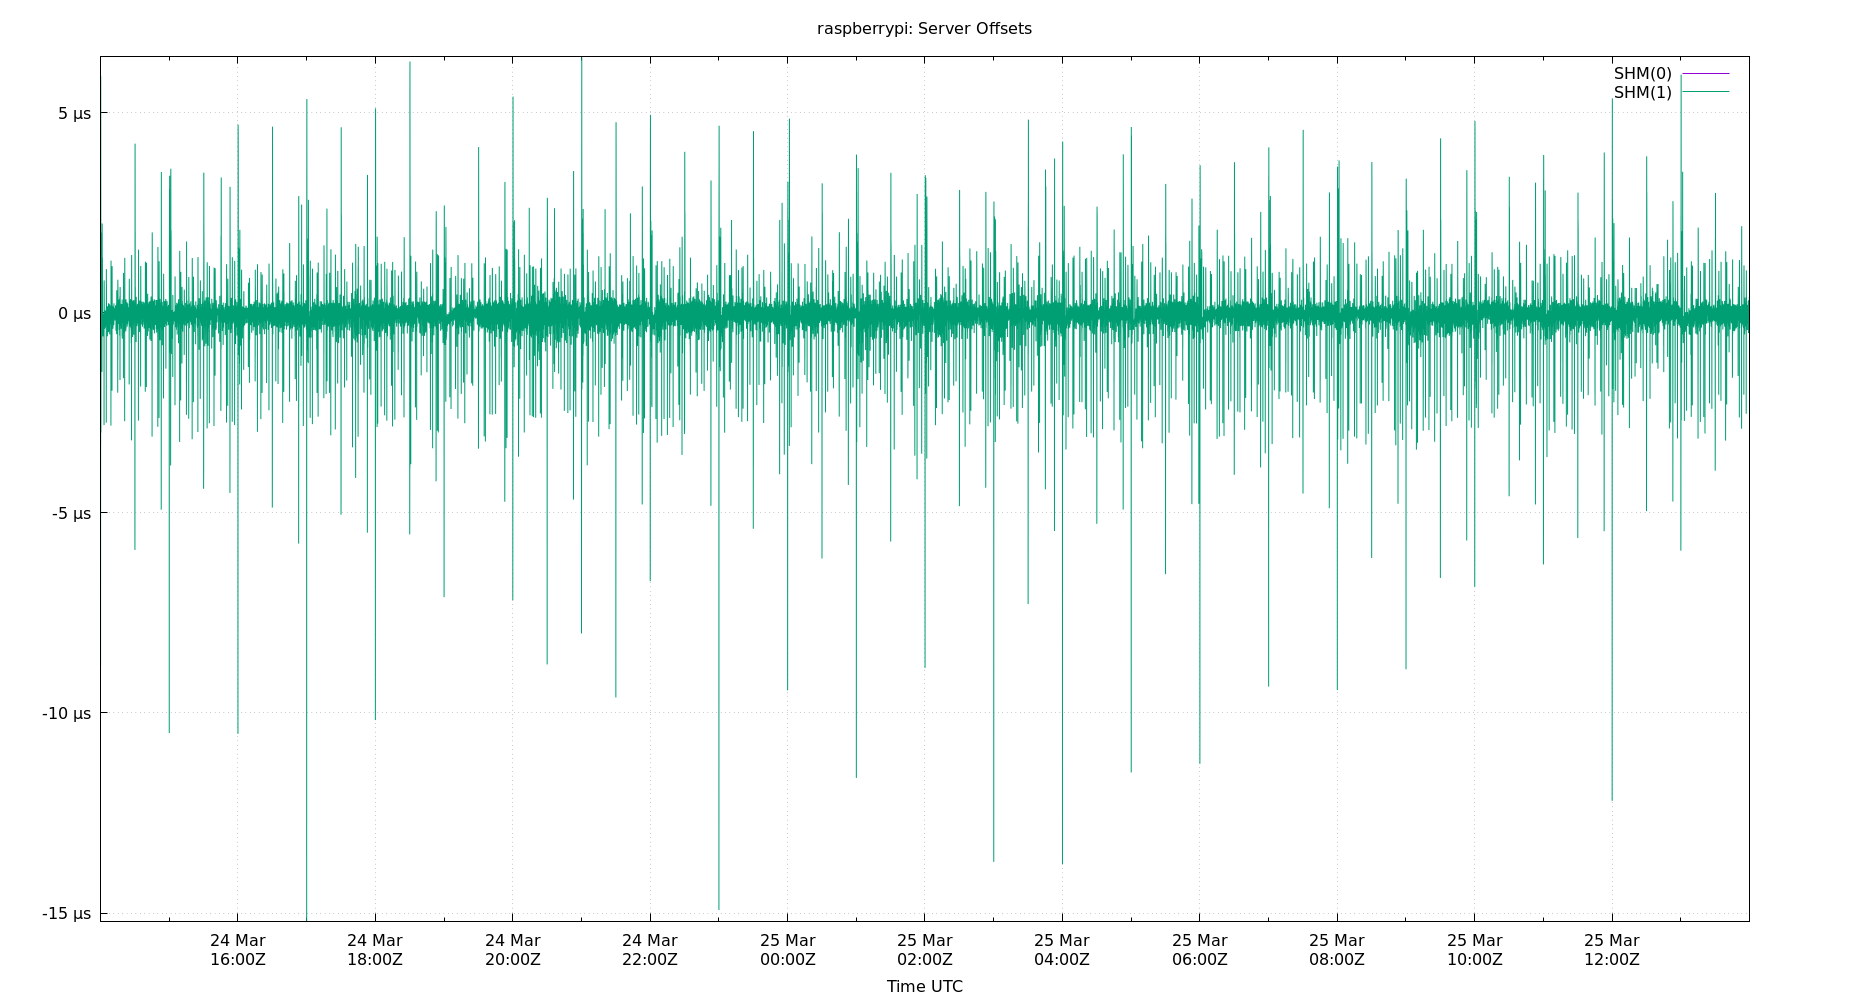 raspberrypi: Server Offsets
SHM(0)
SHM(1)
5 µs
0 µs
-5 µs
-10 µs
-15 µs
24 Mar 24 Mar 24 Mar 24 Mar 25 Mar 25 Mar 25 Mar 25 Mar 25 Mar 25 Mar 25 Mar
16:00Z 18:00Z 20:00Z 22:00Z 00:00Z 02:00Z 04:00Z 06:00Z 08:00Z 10:00Z 12:00Z
Time UTC